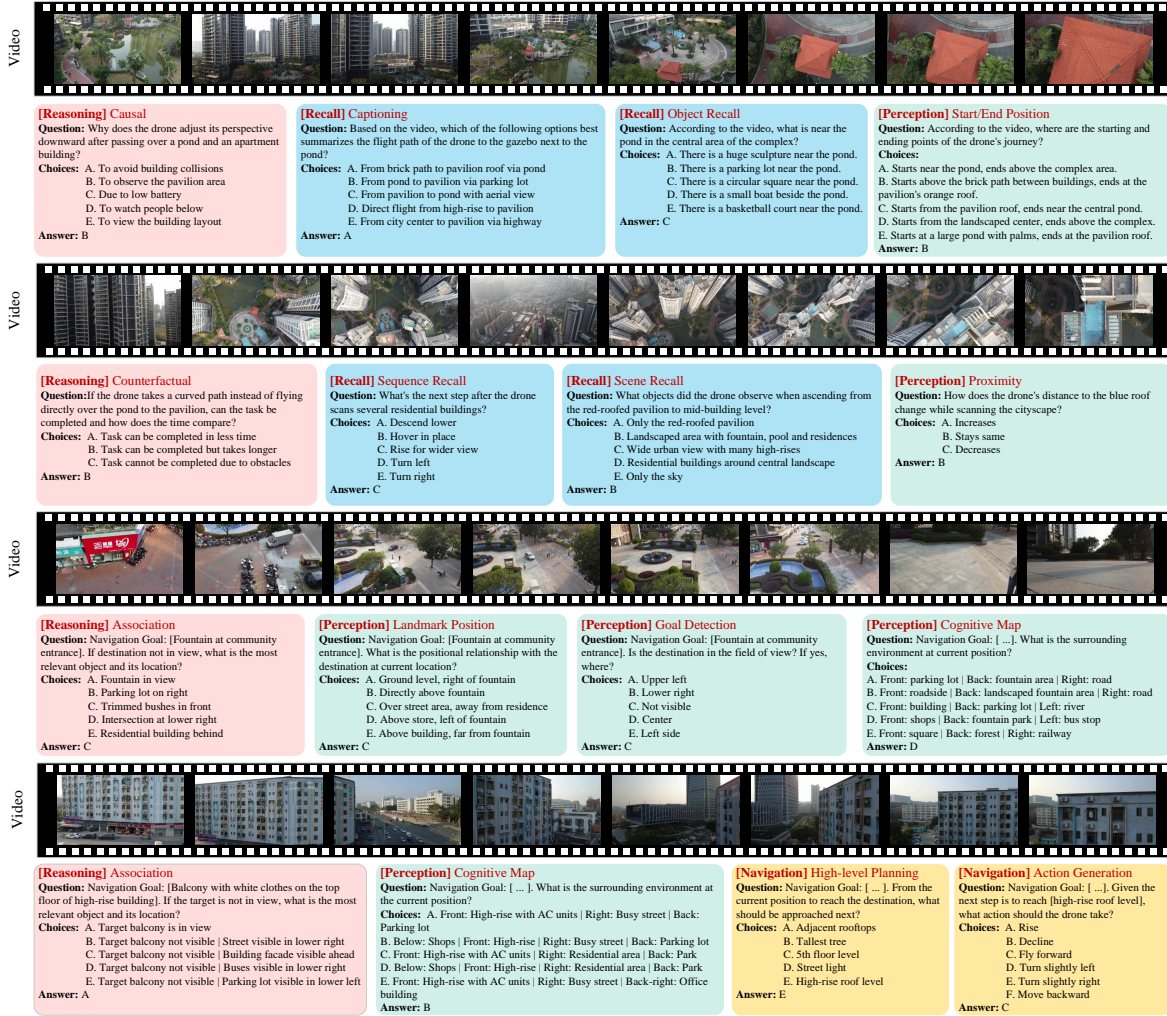 Video
[Reasoning] Causal
Question: Why does the drone adjust its perspective
downward after passing over a pond and an apartment
building?
Choices: A. To avoid building collisions
B. To observe the pavilion area
C. Due to low battery
D. To watch people below
E. To view the building layout
Answer: B
[Recall] Captioning
Question: Based on the video, which of the following options best
summarizes the flight path of the drone to the gazebo next to the
pond?
Choices: A. From brick path to pavilion roof via pond
B. From pond to pavilion via parking lot
C. From pavilion to pond with aerial view
D. Direct flight from high-rise to pavilion
E. From city center to pavilion via highway
Answer: A
[Recall] Object Recall
Question: According to the video, what is near the
pond in the central area of the complex?
Choices: A. There is a huge sculpture near the pond.
B. There is a parking lot near the pond.
C. There is a circular square near the pond.
D. There is a small boat beside the pond.
E. There is a basketball court near the pond.
Answer: C
[Perception] Start/End Position
Question: According to the video, where are the starting and
ending points of the drone's journey?
Choices:
A. Starts near the pond, ends above the complex area.
B. Starts above the brick path between buildings, ends at the
pavilion's orange roof.
C. Starts from the pavilion roof, ends near the central pond.
D. Starts from the landscaped center, ends above the complex.
E. Starts at a large pond with palms, ends at the pavilion roof.
Answer: B
Video
[Reasoning] Counterfactual
Question:If the drone takes a curved path instead of flying
directly over the pond to the pavilion, can the task be
completed and how does the time compare?
Choices: A. Task can be completed in less time
B. Task can be completed but takes longer
C. Task cannot be completed due to obstacles
Answer: B
[Recall] Sequence Recall
Question: What's the next step after the drone
scans several residential buildings?
Choices: A. Descend lower
B. Hover in place
C. Rise for wider view
D. Turn left
E. Turn right
Answer: C
[Recall] Scene Recall
Question: What objects did the drone observe when ascending from
the red-roofed pavilion to mid-building level?
Choices: A. Only the red-roofed pavilion
B. Landscaped area with fountain, pool and residences
C. Wide urban view with many high-rises
D. Residential buildings around central landscape
E. Only the sky
Answer: B
[Perception] Proximity
Question: How does the drone's distance to the blue roof
change while scanning the cityscape?
Choices: A. Increases
B. Stays same
C. Decreases
Answer: B
Video
[Reasoning] Association
Question: Navigation Goal: [Fountain at community
entrance]. If destination not in view, what is the most
relevant object and its location?
Choices: A. Fountain in view
B. Parking lot on right
C. Trimmed bushes in front
D. Intersection at lower right
E. Residential building behind
Answer: C
[Perception] Landmark Position
Question: Navigation Goal: [Fountain at community
entrance]. What is the positional relationship with the
destination at current location?
Choices: A. Ground level, right of fountain
B. Directly above fountain
C. Over street area, away from residence
D. Above store, left of fountain
E. Above building, far from fountain
Answer: C
[Perception] Goal Detection
Question: Navigation Goal: [Fountain at community
entrance]. Is the destination in the field of view? If yes,
where?
Choices: A. Upper left
B. Lower right
C. Not visible
D. Center
E. Left side
Answer: C
[Perception] Cognitive Map
Question: Navigation Goal: [ ...]. What is the surrounding
environment at current position?
Choices:
A. Front: parking lot | Back: fountain area | Right: road
B. Front: roadside | Back: landscaped fountain area | Right: road
C. Front: building | Back: parking lot | Left: river
D. Front: shops | Back: fountain park | Left: bus stop
E. Front: square | Back: forest | Right: railway
Answer: D
Video
[Reasoning] Association
Question: Navigation Goal: [Balcony with white clothes on the top
floor of high-rise building]. If the target is not in view, what is the most
relevant object and its location?
Choices: A. Target balcony is in view
B. Target balcony not visible | Street visible in lower right
C. Target balcony not visible | Building facade visible ahead
D. Target balcony not visible | Buses visible in lower right
E. Target balcony not visible | Parking lot visible in lower left
Answer: A
[Perception] Cognitive Map
Question: Navigation Goal: [ ... ]. What is the surrounding environment at
the current position?
Choices: A. Front: High-rise with AC units | Right: Busy street | Back:
Parking lot
B. Below: Shops | Front: High-rise | Right: Busy street | Back: Parking lot
C. Front: High-rise with AC units | Right: Residential area | Back: Park
D. Below: Shops | Front: High-rise | Right: Residential area | Back: Park
E. Front: High-rise with AC units | Right: Busy street | Back-right: Office
building
Answer: B
[Navigation] High-level Planning
Question: Navigation Goal: [ ... ]. From the
current position to reach the destination, what
should be approached next?
Choices: A. Adjacent rooftops
B. Tallest tree
C. 5th floor level
D. Street light
E. High-rise roof level
Answer: E
[Navigation] Action Generation
Question: Navigation Goal: [ ...]. Given the
next step is to reach [high-rise roof level],
what action should the drone take?
Choices: A. Rise
B. Decline
C. Fly forward
D. Turn slightly left
E. Turn slightly right
F. Move backward
Answer: C